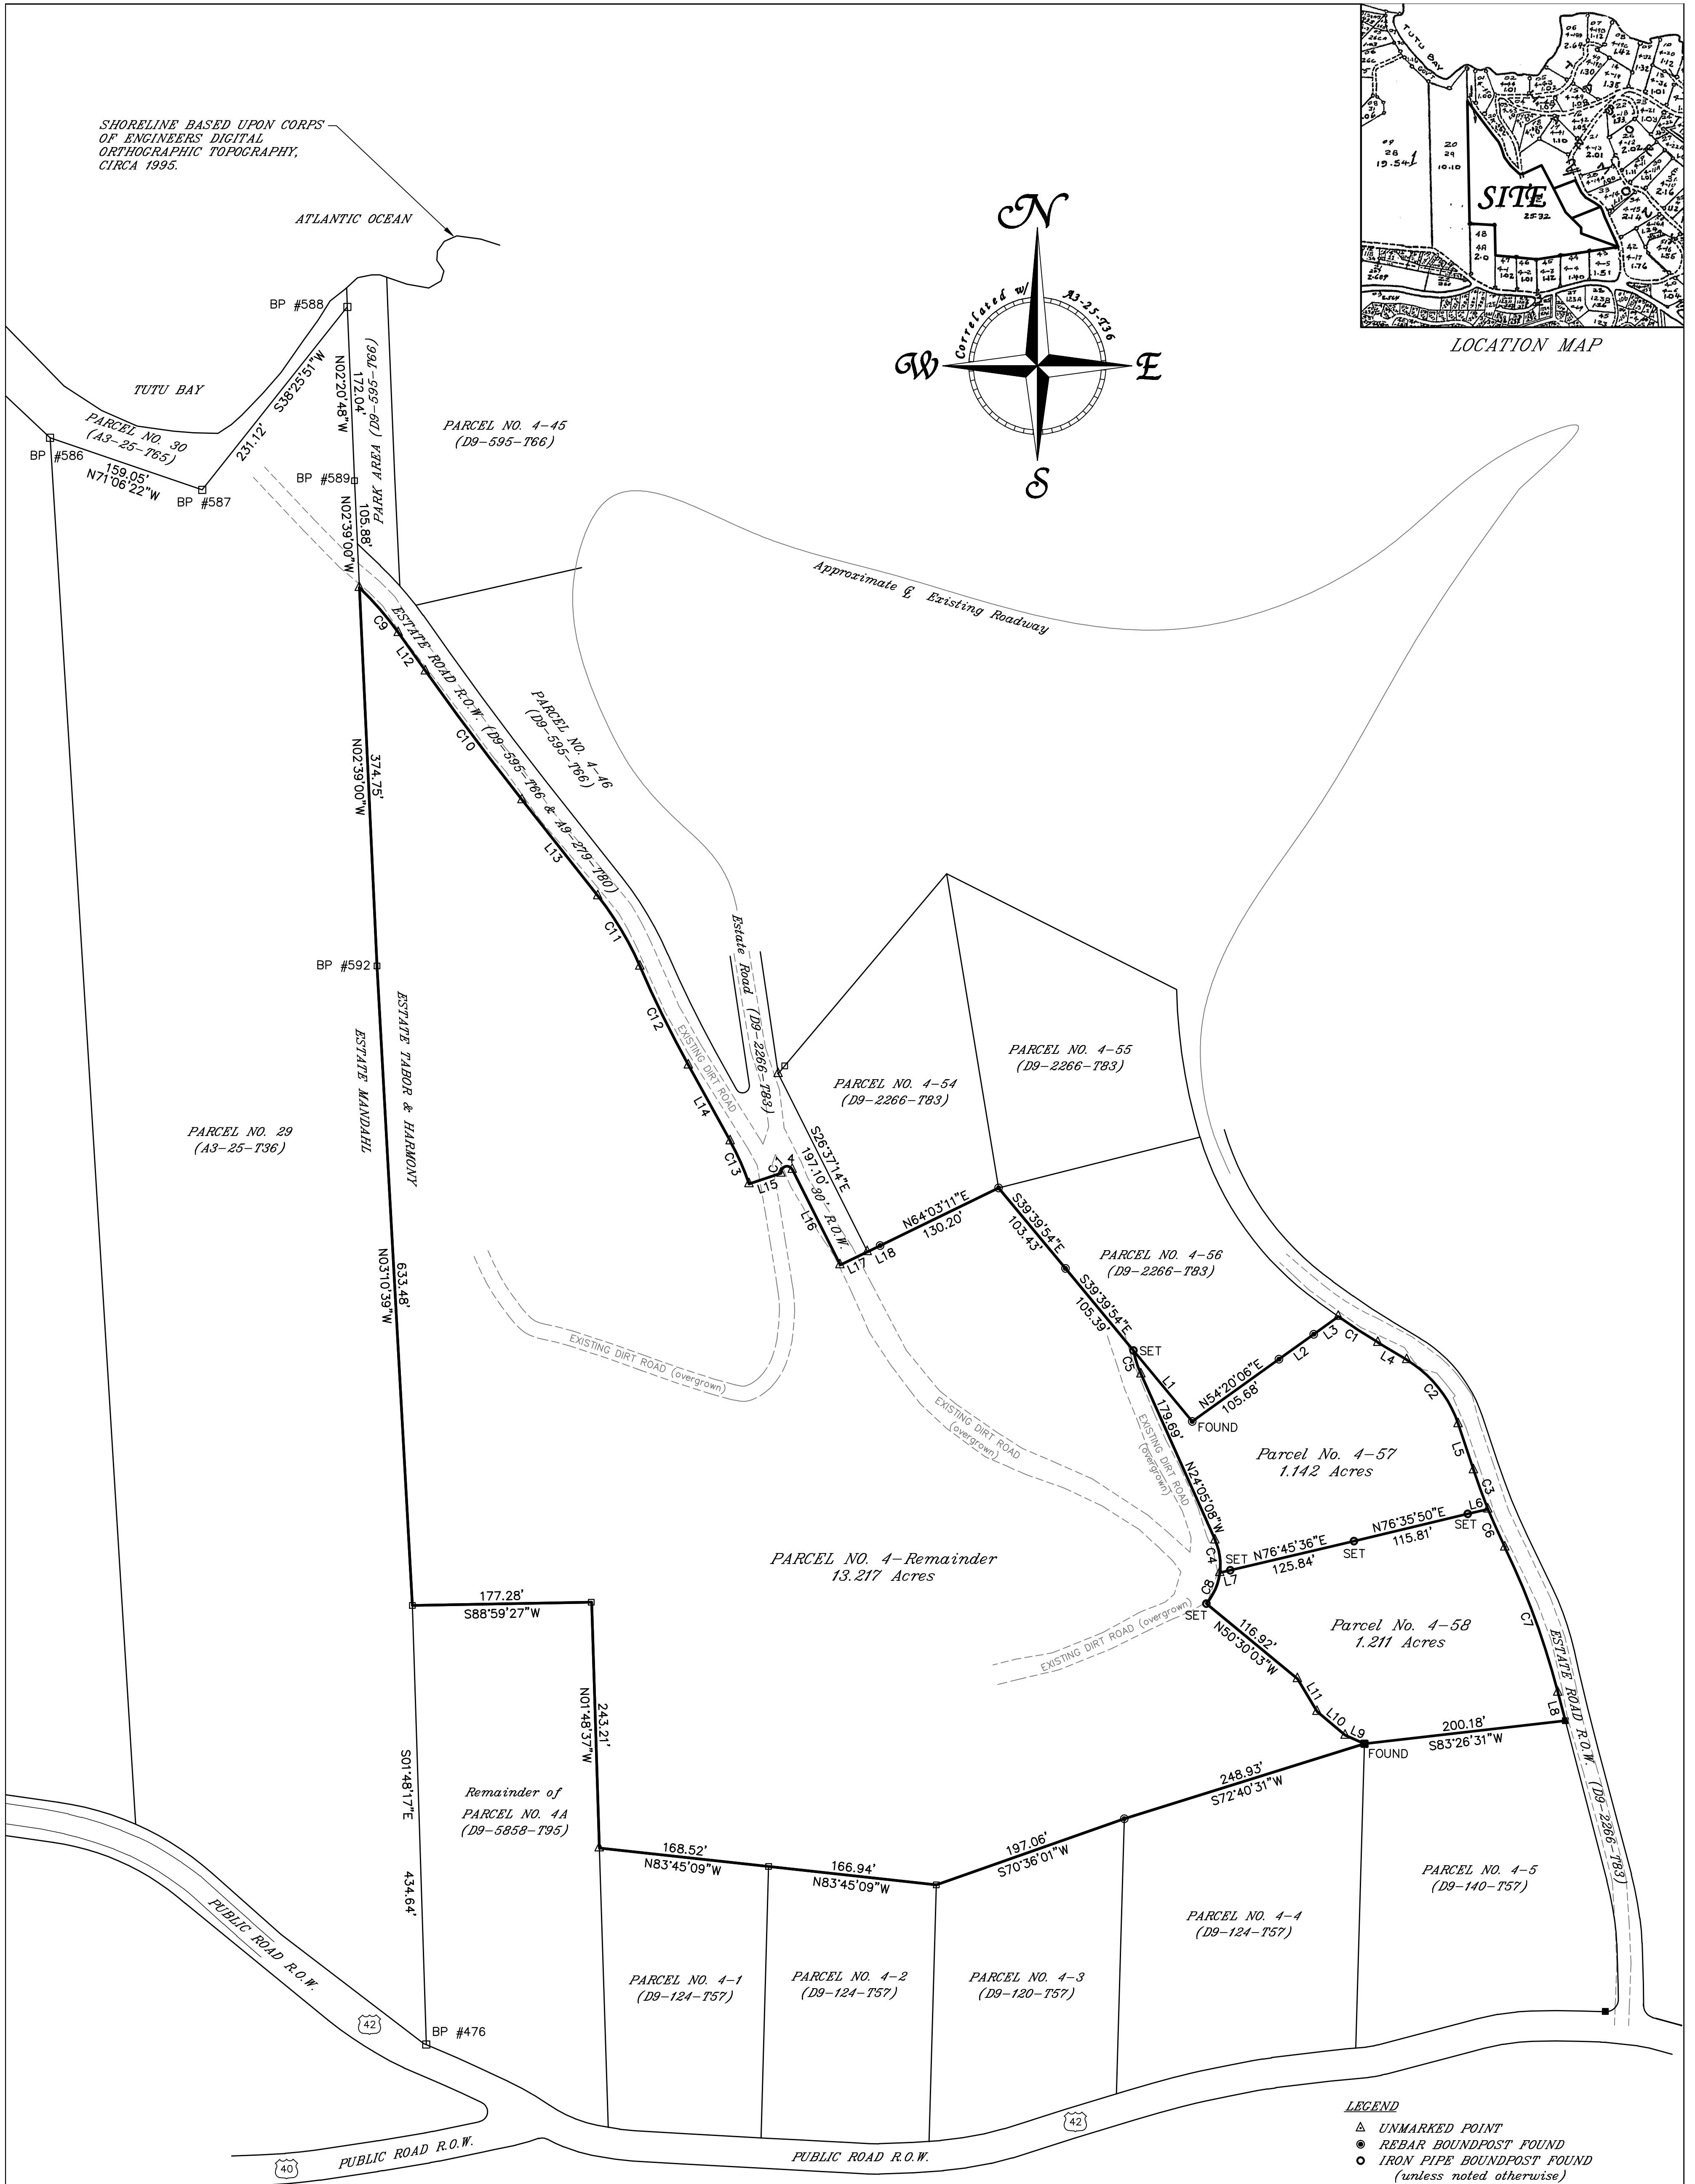 SHORELINE BASED UPON CORPS
OF ENGINEERS DIGITAL
ORTHOGRAPHIC TOPOGRAPHY,
CIRCA 1995.
ATLANTIC OCEAN
TUTU BAY
PARCEL NO. 30
(A3-25-T65)
BP #586
159.05'
N71°06'22"W
BP #587
231.12'
S38°25'51"W
BP #588
N02°20'48"W
172.04'
PARK AREA (D9-595-T66)
BP #589
105.88'
N02°39'00"W
PARCEL NO. 4-45
(D9-595-T66)
N
Correlated w/ A3-25-T36
W
E
S
TUTU BAY
SITE
25.32
19.541
10.10
LOCATION MAP
Approximate ℄ Existing Roadway
C9
L12
ESTATE ROAD R.O.W. (D9-595-T66 & A9-279-T80)
C10
PARCEL NO. 4-46
(D9-595-T66)
374.75'
N02°39'00"W
L13
C11
BP #592
C12
EXISTING DIRT ROAD
Estate Road (D9-2266-T83)
ESTATE TABOR & HARMONY
ESTATE MANDAHL
L14
C13
L15
C14
L16
30' R.O.W.
S26°37'14"E
197.10'
PARCEL NO. 4-54
(D9-2266-T83)
PARCEL NO. 4-55
(D9-2266-T83)
PARCEL NO. 29
(A3-25-T36)
L17
L18
N64°03'11"E
130.20'
S39°39'54"E
103.43'
PARCEL NO. 4-56
(D9-2266-T83)
S39°39'54"E
105.39'
633.48'
N03°10'39"W
EXISTING DIRT ROAD (overgrown)
EXISTING DIRT ROAD
(overgrown)
SET
C5
L1
FOUND
N54°20'06"E
105.68'
L2
L3
C1
L4
C2
L5
C3
L6
179.69'
N24°05'08"W
EXISTING DIRT ROAD
(overgrown)
Parcel No. 4-57
1.142 Acres
C4
SET
L7
N76°45'36"E
125.84'
SET
N76°35'50"E
115.81'
SET
C6
C7
C8
SET
PARCEL NO. 4-Remainder
13.217 Acres
EXISTING DIRT ROAD (overgrown)
116.92'
N50°30'03"W
Parcel No. 4-58
1.211 Acres
L11
L10
L9
L8
FOUND
200.18'
S83°26'31"W
ESTATE ROAD R.O.W. (D9-2266-T83)
177.28'
S88°59'27"W
243.21'
N01°48'37"W
S01°48'17"E
434.64'
Remainder of
PARCEL NO. 4A
(D9-5858-T95)
168.52'
N83°45'09"W
166.94'
N83°45'09"W
197.06'
S70°36'01"W
248.93'
S72°40'31"W
PARCEL NO. 4-1
(D9-124-T57)
PARCEL NO. 4-2
(D9-124-T57)
PARCEL NO. 4-3
(D9-120-T57)
PARCEL NO. 4-4
(D9-124-T57)
PARCEL NO. 4-5
(D9-140-T57)
PUBLIC ROAD R.O.W.
42
BP #476
PUBLIC ROAD R.O.W.
40
PUBLIC ROAD R.O.W.
42
LEGEND
UNMARKED POINT
REBAR BOUNDPOST FOUND
IRON PIPE BOUNDPOST FOUND
(unless noted otherwise)